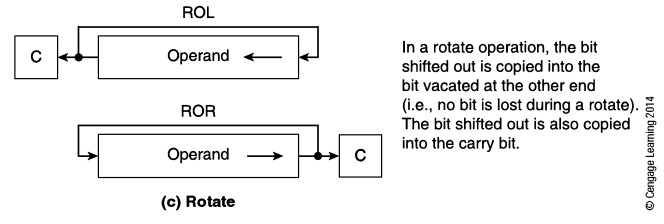 ROL
C
Operand
In a rotate operation, the bit
shifted out is copied into the
bit vacated at the other end
(i.e., no bit is lost during a rotate).
The bit shifted out is also copied
into the carry bit.
ROR
Operand
C
(c) Rotate
© Cengage Learning 2014